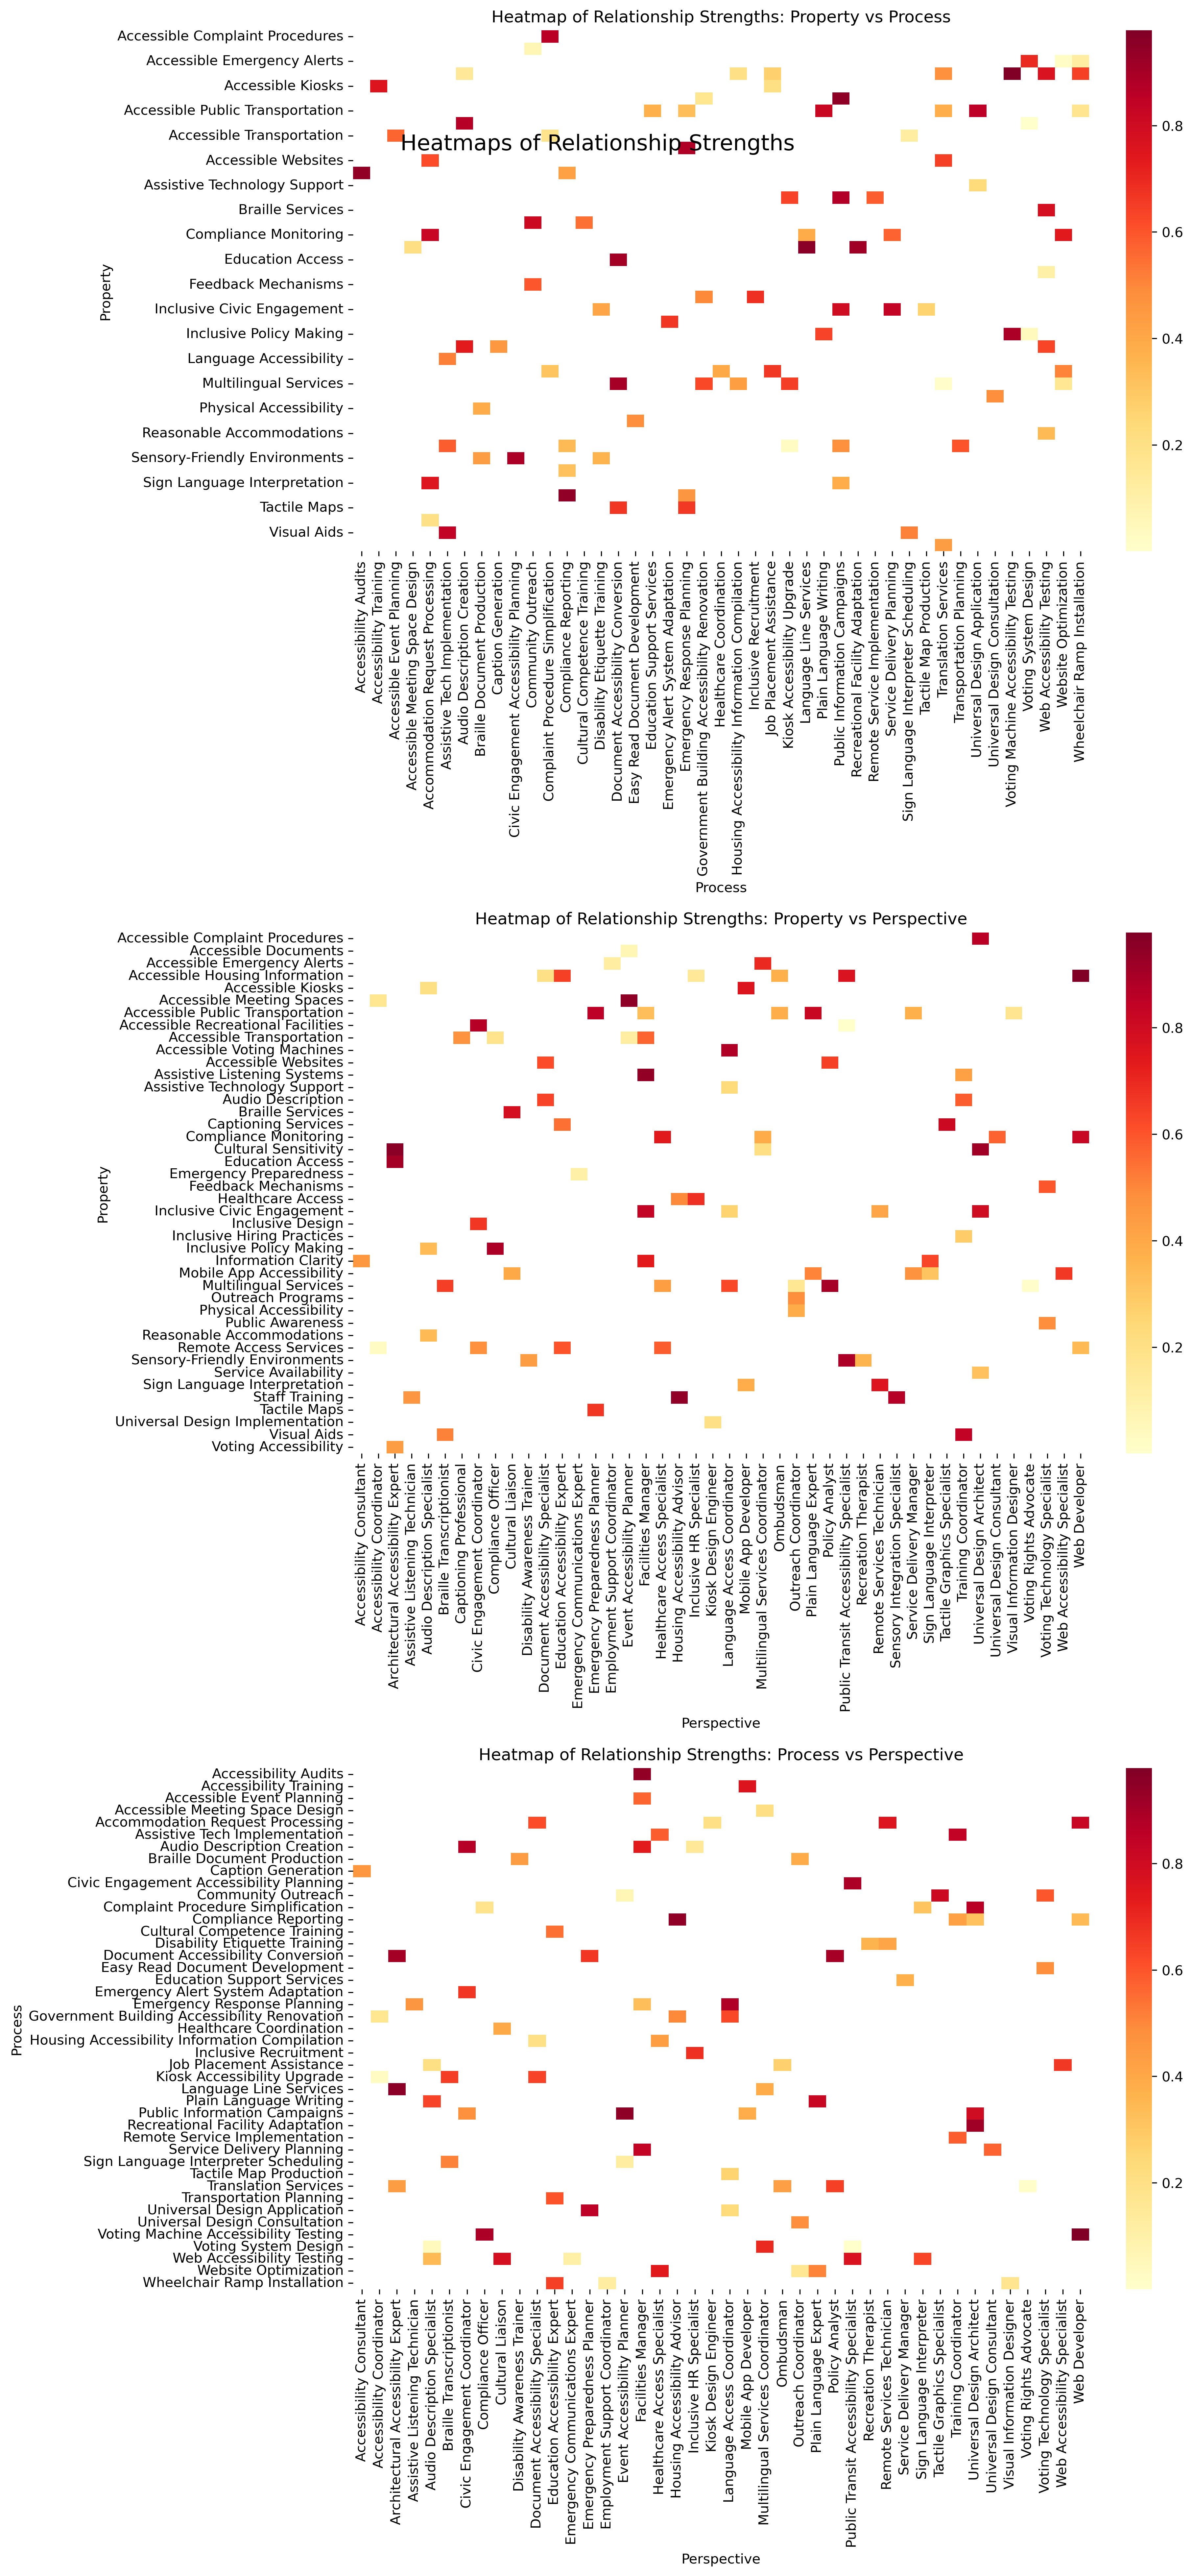 Heatmap of Relationship Strengths: Property vs Process
Heatmaps of Relationship Strengths
Property
Accessible Complaint Procedures
Accessible Emergency Alerts
Accessible Kiosks
Accessible Public Transportation
Accessible Transportation
Accessible Websites
Assistive Technology Support
Braille Services
Compliance Monitoring
Education Access
Feedback Mechanisms
Inclusive Civic Engagement
Inclusive Policy Making
Language Accessibility
Multilingual Services
Physical Accessibility
Reasonable Accommodations
Sensory-Friendly Environments
Sign Language Interpretation
Tactile Maps
Visual Aids
0.8
0.6
0.4
0.2
Accessibility Audits
Accessibility Training
Accessible Event Planning
Accessible Meeting Space Design
Accommodation Request Processing
Assistive Tech Implementation
Audio Description Creation
Braille Document Production
Caption Generation
Civic Engagement Accessibility Planning
Community Outreach
Complaint Procedure Simplification
Compliance Reporting
Cultural Competence Training
Disability Etiquette Training
Document Accessibility Conversion
Easy Read Document Development
Education Support Services
Emergency Alert System Adaptation
Emergency Response Planning
Government Building Accessibility Renovation
Healthcare Coordination
Housing Accessibility Information Compilation
Inclusive Recruitment
Job Placement Assistance
Kiosk Accessibility Upgrade
Language Line Services
Plain Language Writing
Public Information Campaigns
Recreational Facility Adaptation
Remote Service Implementation
Service Delivery Planning
Sign Language Interpreter Scheduling
Tactile Map Production
Translation Services
Transportation Planning
Universal Design Application
Universal Design Consultation
Voting Machine Accessibility Testing
Voting System Design
Web Accessibility Testing
Website Optimization
Wheelchair Ramp Installation
Process
Heatmap of Relationship Strengths: Property vs Perspective
Property
Accessible Complaint Procedures
Accessible Documents
Accessible Emergency Alerts
Accessible Housing Information
Accessible Kiosks
Accessible Meeting Spaces
Accessible Public Transportation
Accessible Recreational Facilities
Accessible Transportation
Accessible Voting Machines
Accessible Websites
Assistive Listening Systems
Assistive Technology Support
Audio Description
Braille Services
Captioning Services
Compliance Monitoring
Cultural Sensitivity
Education Access
Emergency Preparedness
Feedback Mechanisms
Healthcare Access
Inclusive Civic Engagement
Inclusive Design
Inclusive Hiring Practices
Inclusive Policy Making
Information Clarity
Mobile App Accessibility
Multilingual Services
Outreach Programs
Physical Accessibility
Public Awareness
Reasonable Accommodations
Remote Access Services
Sensory-Friendly Environments
Service Availability
Sign Language Interpretation
Staff Training
Tactile Maps
Universal Design Implementation
Visual Aids
Voting Accessibility
0.8
0.6
0.4
0.2
Accessibility Consultant
Accessibility Coordinator
Architectural Accessibility Expert
Assistive Listening Technician
Audio Description Specialist
Braille Transcriptionist
Captioning Professional
Civic Engagement Coordinator
Compliance Officer
Cultural Liaison
Disability Awareness Trainer
Document Accessibility Specialist
Education Accessibility Expert
Emergency Communications Expert
Emergency Preparedness Planner
Employment Support Coordinator
Event Accessibility Planner
Facilities Manager
Healthcare Access Specialist
Housing Accessibility Advisor
Inclusive HR Specialist
Kiosk Design Engineer
Language Access Coordinator
Mobile App Developer
Multilingual Services Coordinator
Ombudsman
Outreach Coordinator
Plain Language Expert
Policy Analyst
Public Transit Accessibility Specialist
Recreation Therapist
Remote Services Technician
Sensory Integration Specialist
Service Delivery Manager
Sign Language Interpreter
Tactile Graphics Specialist
Training Coordinator
Universal Design Architect
Universal Design Consultant
Visual Information Designer
Voting Rights Advocate
Voting Technology Specialist
Web Accessibility Specialist
Web Developer
Perspective
Heatmap of Relationship Strengths: Process vs Perspective
Process
Accessibility Audits
Accessibility Training
Accessible Event Planning
Accessible Meeting Space Design
Accommodation Request Processing
Assistive Tech Implementation
Audio Description Creation
Braille Document Production
Caption Generation
Civic Engagement Accessibility Planning
Community Outreach
Complaint Procedure Simplification
Compliance Reporting
Cultural Competence Training
Disability Etiquette Training
Document Accessibility Conversion
Easy Read Document Development
Education Support Services
Emergency Alert System Adaptation
Emergency Response Planning
Government Building Accessibility Renovation
Healthcare Coordination
Housing Accessibility Information Compilation
Inclusive Recruitment
Job Placement Assistance
Kiosk Accessibility Upgrade
Language Line Services
Plain Language Writing
Public Information Campaigns
Recreational Facility Adaptation
Remote Service Implementation
Service Delivery Planning
Sign Language Interpreter Scheduling
Tactile Map Production
Translation Services
Transportation Planning
Universal Design Application
Universal Design Consultation
Voting Machine Accessibility Testing
Voting System Design
Web Accessibility Testing
Website Optimization
Wheelchair Ramp Installation
0.8
0.6
0.4
0.2
Accessibility Consultant
Accessibility Coordinator
Architectural Accessibility Expert
Assistive Listening Technician
Audio Description Specialist
Braille Transcriptionist
Civic Engagement Coordinator
Compliance Officer
Cultural Liaison
Disability Awareness Trainer
Document Accessibility Specialist
Education Accessibility Expert
Emergency Communications Expert
Emergency Preparedness Planner
Employment Support Coordinator
Event Accessibility Planner
Facilities Manager
Healthcare Access Specialist
Housing Accessibility Advisor
Inclusive HR Specialist
Kiosk Design Engineer
Language Access Coordinator
Mobile App Developer
Multilingual Services Coordinator
Ombudsman
Outreach Coordinator
Plain Language Expert
Policy Analyst
Public Transit Accessibility Specialist
Recreation Therapist
Remote Services Technician
Service Delivery Manager
Sign Language Interpreter
Tactile Graphics Specialist
Training Coordinator
Universal Design Architect
Universal Design Consultant
Visual Information Designer
Voting Rights Advocate
Voting Technology Specialist
Web Accessibility Specialist
Web Developer
Perspective